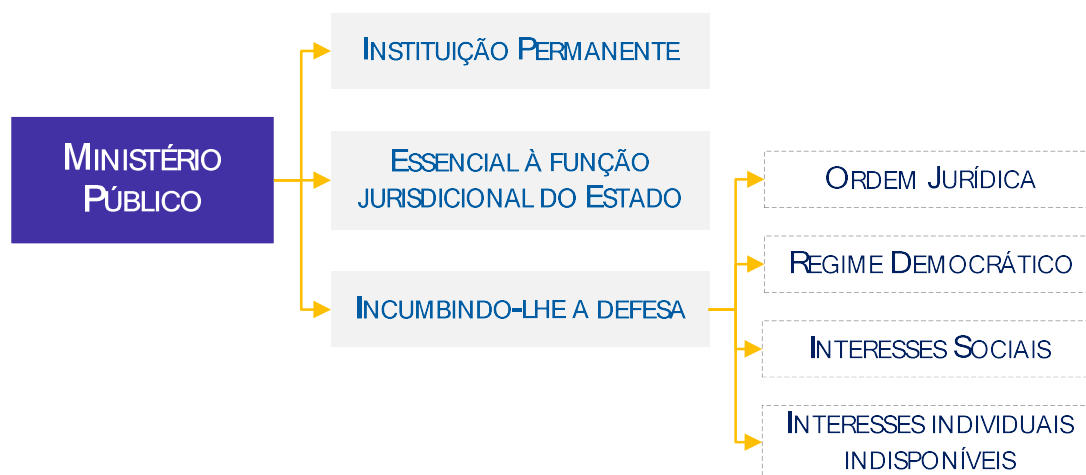 MINISTÉRIO
PÚBLICO
INSTITUIÇÃO PERMANENTE
ESSENCIAL À FUNÇÃO
JURISDICIONAL DO ESTADO
INCUMBINDO-LHE A DEFESA
ORDEM JURÍDICA
REGIME DEMOCRÁTICO
INTERESSES SOCIAIS
INTERESSES INDIVIDUAIS
INDISPONÍVEIS